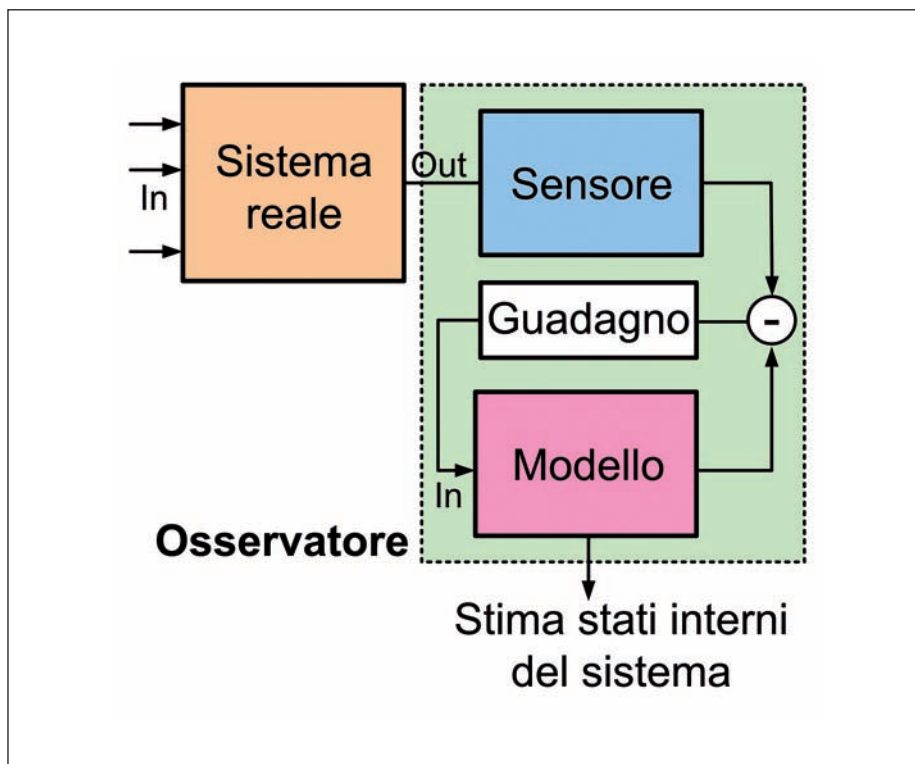 Sistema
reale
In
Out
Sensore
Guadagno
-
Modello
In
Osservatore
Stima stati interni
del sistema